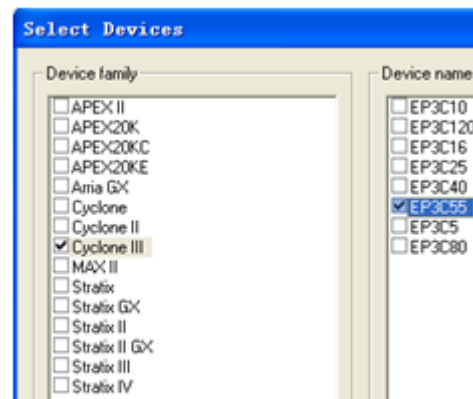 Select Devices
Device family
APEX II
APEX20K
APEX20KC
APEX20KE
Arria GX
Cyclone
Cyclone II
Cyclone III
MAX II
Stratix
Stratix GX
Stratix II
Stratix II GX
Stratix III
Stratix IV
Device name
EP3C10
EP3C120
EP3C16
EP3C25
EP3C40
EP3C55
EP3C5
EP3C80